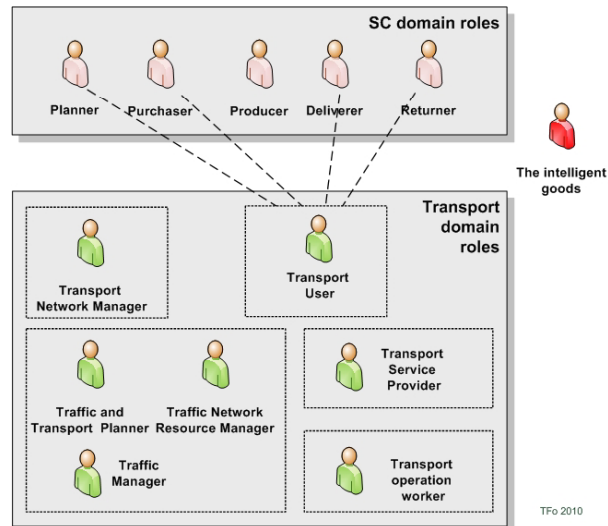 SC domain roles
Planner
Purchaser
Producer
Deliverer
Returner
The intelligent
goods
Transport
domain
roles
Transport
Network Manager
Transport
User
Traffic and
Transport Planner
Traffic Network
Resource Manager
Transport
Service
Provider
Traffic
Manager
Transport
operation
worker
TFo 2010